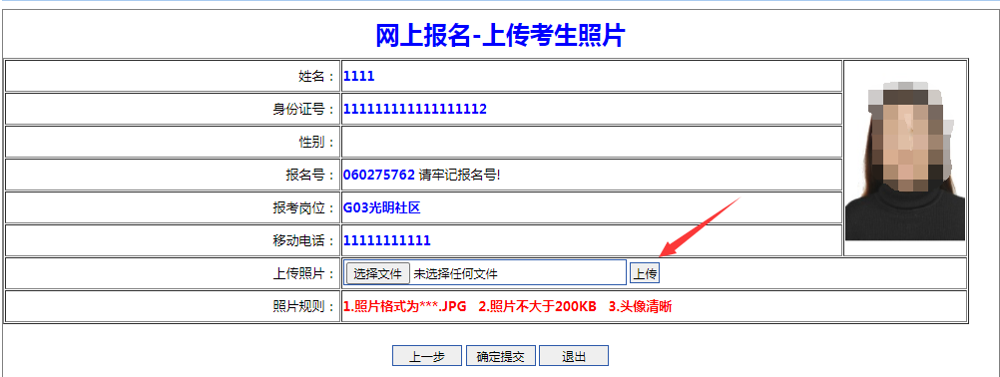 网上报名-上传考生照片
姓名： 1111
身份证号： 111111111111111112
性别：
报名号： 060275762 请牢记报名号!
报考岗位： G03光明社区
移动电话： 11111111111
上传照片： 选择文件 未选择任何文件 上传
照片规则： 1.照片格式为***.JPG 2.照片不大于200KB 3.头像清晰
上一步 确定提交 退出